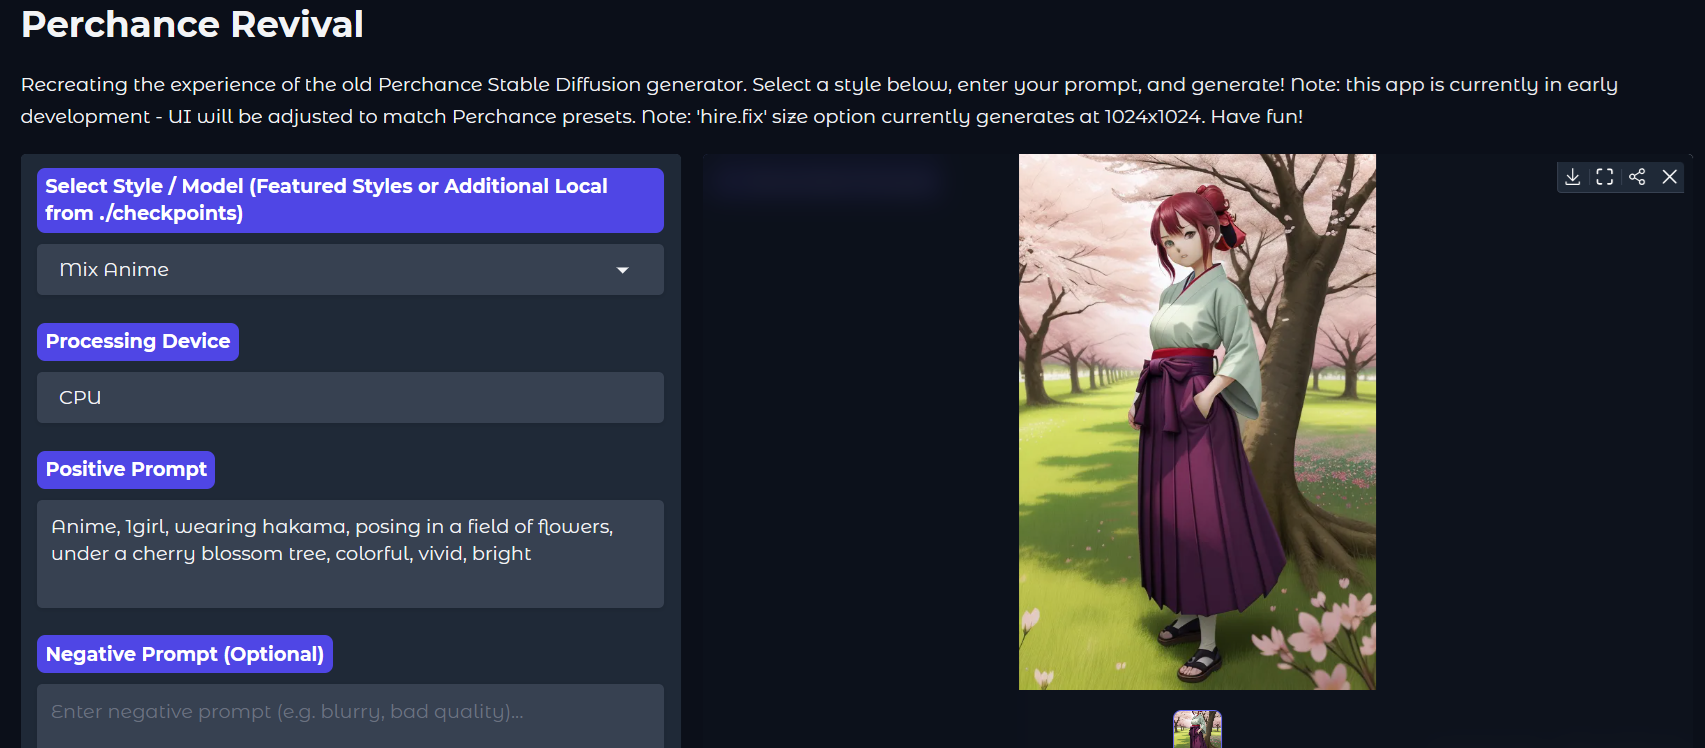 Perchance Revival
Recreating the experience of the old Perchance Stable Diffusion generator. Select a style below, enter your prompt, and generate! Note: this app is currently in early
development - UI will be adjusted to match Perchance presets. Note: 'hire.fix' size option currently generates at 1024x1024. Have fun!
Select Style / Model (Featured Styles or Additional Local
from ./checkpoints)
Mix Anime
Processing Device
CPU
Positive Prompt
Anime, 1girl, wearing hakama, posing in a field of flowers,
under a cherry blossom tree, colorful, vivid, bright
Negative Prompt (Optional)
Enter negative prompt (e.g. blurry, bad quality)...